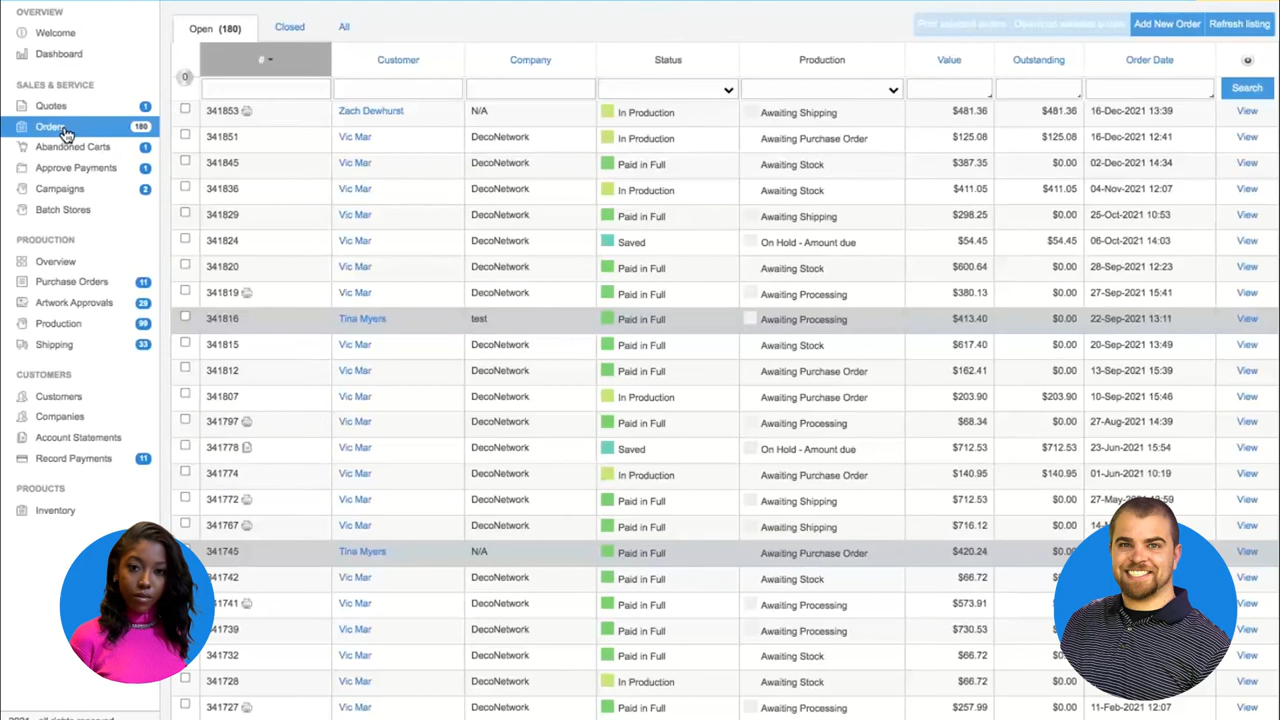 OVERVIEW
Welcome
Dashboard
SALES & SERVICE
Quotes 1
Orders 180
Abandoned Carts 1
Approve Payments 1
Campaigns 2
Batch Stores
PRODUCTION
Overview
Purchase Orders 11
Artwork Approvals 29
Production 99
Shipping 33
CUSTOMERS
Customers
Companies
Account Statements
Record Payments 11
PRODUCTS
Inventory
Open (180) Closed All
Add New Order Refresh listing
# Customer Company Status Production Value Outstanding Order Date
0
Search
341853 Zach Dewhurst N/A In Production Awaiting Shipping $481.36 $481.36 16-Dec-2021 13:39 View
341851 Vic Mar DecoNetwork In Production Awaiting Purchase Order $125.08 $125.08 16-Dec-2021 12:41 View
341845 Vic Mar DecoNetwork Paid in Full Awaiting Stock $387.35 $0.00 02-Dec-2021 14:34 View
341836 Vic Mar DecoNetwork In Production Awaiting Stock $411.05 $411.05 04-Nov-2021 12:07 View
341829 Vic Mar DecoNetwork Paid in Full Awaiting Shipping $298.25 $0.00 25-Oct-2021 10:53 View
341824 Vic Mar DecoNetwork Saved On Hold - Amount due $54.45 $54.45 06-Oct-2021 14:03 View
341820 Vic Mar DecoNetwork Paid in Full Awaiting Stock $600.64 $0.00 28-Sep-2021 12:23 View
341819 Vic Mar DecoNetwork Paid in Full Awaiting Processing $380.13 $0.00 27-Sep-2021 15:41 View
341816 Tina Myers test Paid in Full Awaiting Processing $413.40 $0.00 22-Sep-2021 13:11 View
341815 Vic Mar DecoNetwork Paid in Full Awaiting Stock $617.40 $0.00 20-Sep-2021 13:49 View
341812 Vic Mar DecoNetwork Paid in Full Awaiting Purchase Order $162.41 $0.00 13-Sep-2021 15:39 View
341807 Vic Mar DecoNetwork In Production Awaiting Purchase Order $203.90 $203.90 10-Sep-2021 15:46 View
341797 Vic Mar DecoNetwork Paid in Full Awaiting Processing $68.34 $0.00 27-Aug-2021 14:39 View
341778 Vic Mar DecoNetwork Saved On Hold - Amount due $712.53 $712.53 23-Jun-2021 15:54 View
341774 Vic Mar DecoNetwork In Production Awaiting Purchase Order $140.95 $140.95 01-Jun-2021 10:19 View
341772 Vic Mar DecoNetwork Paid in Full Awaiting Shipping $712.53 $0.00 View
341767 Vic Mar DecoNetwork Paid in Full Awaiting Shipping $716.12 $0.00 View
341745 Tina Myers N/A Paid in Full Awaiting Purchase Order $420.24 View
341742 Vic Mar DecoNetwork Paid in Full Awaiting Stock $66.72 View
341741 Vic Mar DecoNetwork Paid in Full Awaiting Processing $573.91 View
341739 Vic Mar DecoNetwork Paid in Full Awaiting Processing $730.53 View
341732 Vic Mar DecoNetwork Paid in Full Awaiting Stock $66.72 View
341728 Vic Mar DecoNetwork In Production Awaiting Stock $66.72 View
341727 Vic Mar DecoNetwork Paid in Full Awaiting Processing $257.99 $0.00 11-Feb-2021 12:07 View